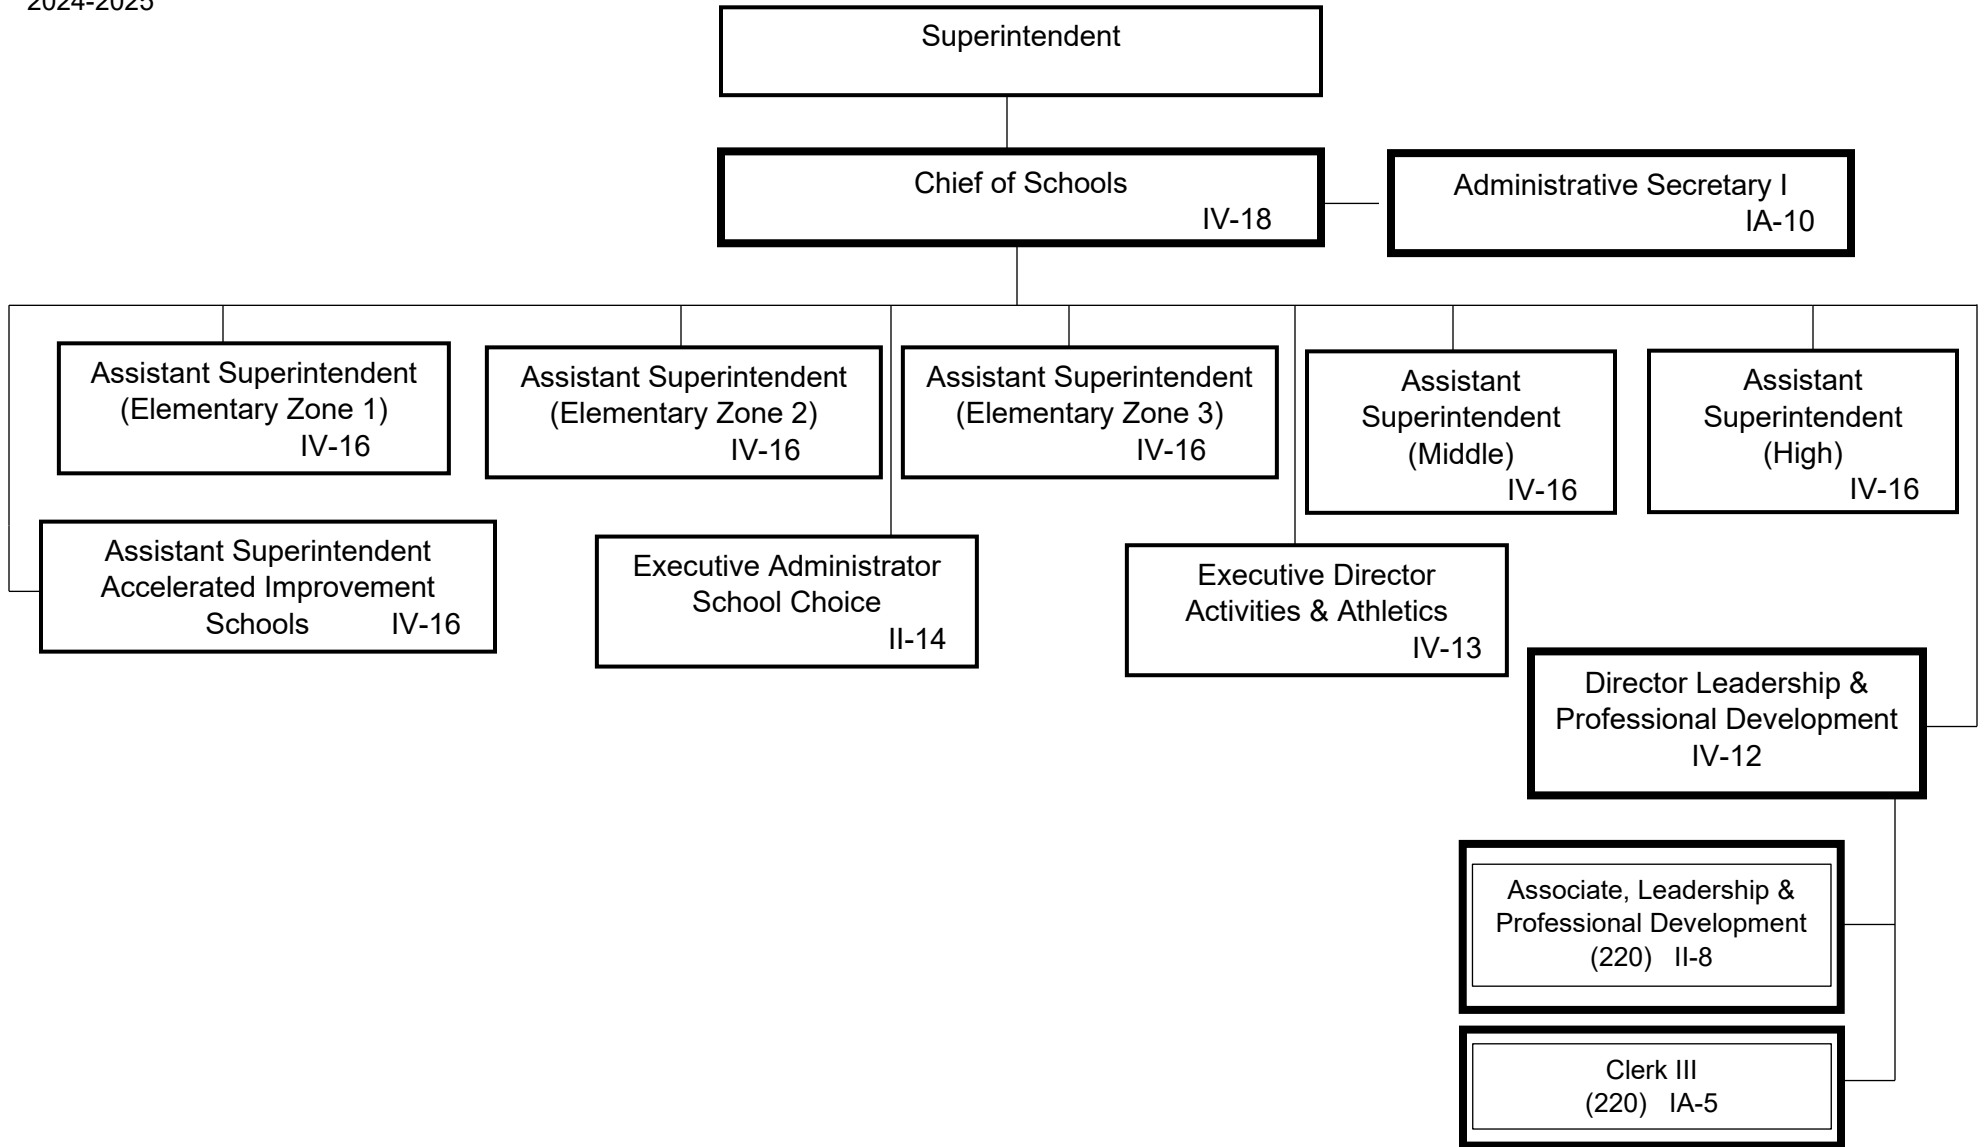 2024-2025
Superintendent
Chief of Schools
IV-18
Administrative Secretary I
IA-10
Assistant Superintendent
(Elementary Zone 1)
IV-16
Assistant Superintendent
(Elementary Zone 2)
IV-16
Assistant Superintendent
(Elementary Zone 3)
IV-16
Assistant
Superintendent
(Middle)
IV-16
Assistant
Superintendent
(High)
IV-16
Assistant Superintendent
Accelerated Improvement
Schools IV-16
Executive Administrator
School Choice
II-14
Executive Director
Activities & Athletics
IV-13
Director Leadership &
Professional Development
IV-12
Associate, Leadership &
Professional Development
(220) II-8
Clerk III
(220) IA-5